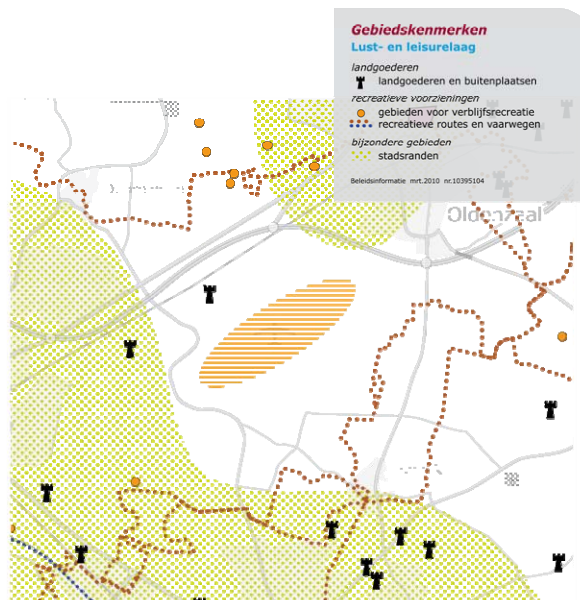 Gebiedskenmerken
Lust- en leisurelaag
landgoederen
landgoederen en buitenplaatsen
recreatieve voorzieningen
gebieden voor verblijfsrecreatie
recreatieve routes en vaarwegen
bijzondere gebieden
stadsranden
Beleidsinformatie mrt.2010 nr.10395104
Oldenzaal